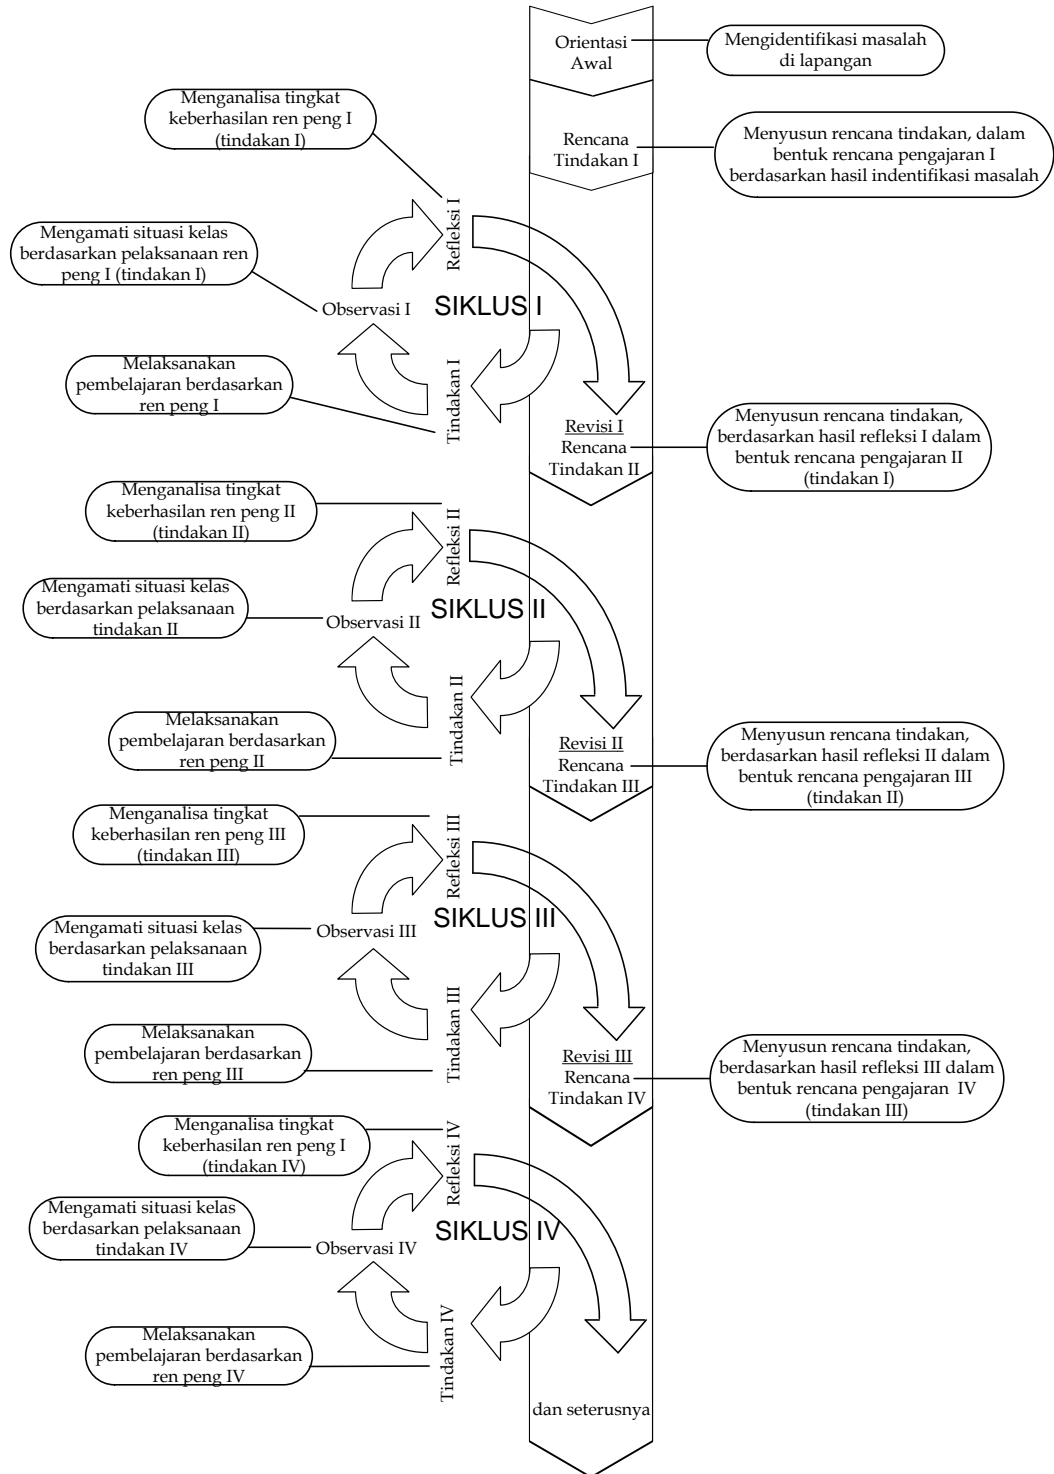 Orientasi
Awal
Mengidentifikasi masalah
di lapangan
Menganalisa tingkat
keberhasilan ren peng I
(tindakan I)
Rencana
Tindakan I
Menyusun rencana tindakan, dalam
bentuk rencana pengajaran I
berdasarkan hasil indentifikasi masalah
Refleksi I
Mengamati situasi kelas
berdasarkan pelaksanaan ren
peng I (tindakan I)
Observasi I
SIKLUS I
Melaksanakan
pembelajaran berdasarkan
ren peng I
Tindakan I
Revisi I
Rencana
Tindakan II
Menyusun rencana tindakan,
berdasarkan hasil refleksi I dalam
bentuk rencana pengajaran II
(tindakan I)
Menganalisa tingkat
keberhasilan ren peng II
(tindakan II)
Refleksi II
Mengamati situasi kelas
berdasarkan pelaksanaan
tindakan II
Observasi II
SIKLUS II
Melaksanakan
pembelajaran berdasarkan
ren peng II
Tindakan II
Revisi II
Rencana
Tindakan III
Menyusun rencana tindakan,
berdasarkan hasil refleksi II dalam
bentuk rencana pengajaran III
(tindakan II)
Menganalisa tingkat
keberhasilan ren peng III
(tindakan III)
Refleksi III
Mengamati situasi kelas
berdasarkan pelaksanaan
tindakan III
Observasi III
SIKLUS III
Melaksanakan
pembelajaran berdasarkan
ren peng III
Tindakan III
Revisi III
Rencana
Tindakan IV
Menyusun rencana tindakan,
berdasarkan hasil refleksi III dalam
bentuk rencana pengajaran IV
(tindakan III)
Menganalisa tingkat
keberhasilan ren peng I
(tindakan IV)
Refleksi IV
Mengamati situasi kelas
berdasarkan pelaksanaan
tindakan IV
Observasi IV
SIKLUS IV
Melaksanakan
pembelajaran berdasarkan
ren peng IV
Tindakan IV
dan seterusnya